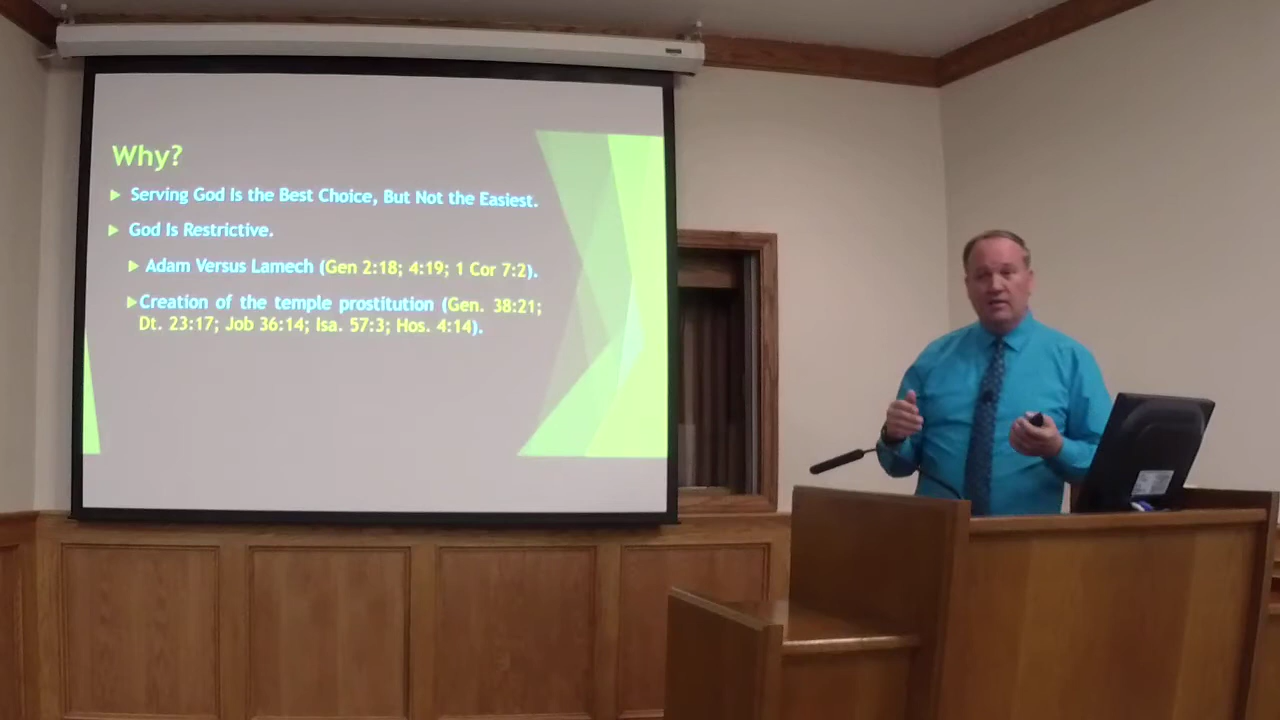 Why?
Serving God Is the Best Choice, But Not the Easiest.
God Is Restrictive.
Adam Versus Lamech (Gen 2:18; 4:19; 1 Cor 7:2).
Creation of the temple prostitution (Gen. 38:21;
Dt. 23:17; Job 36:14; Isa. 57:3; Hos. 4:14).